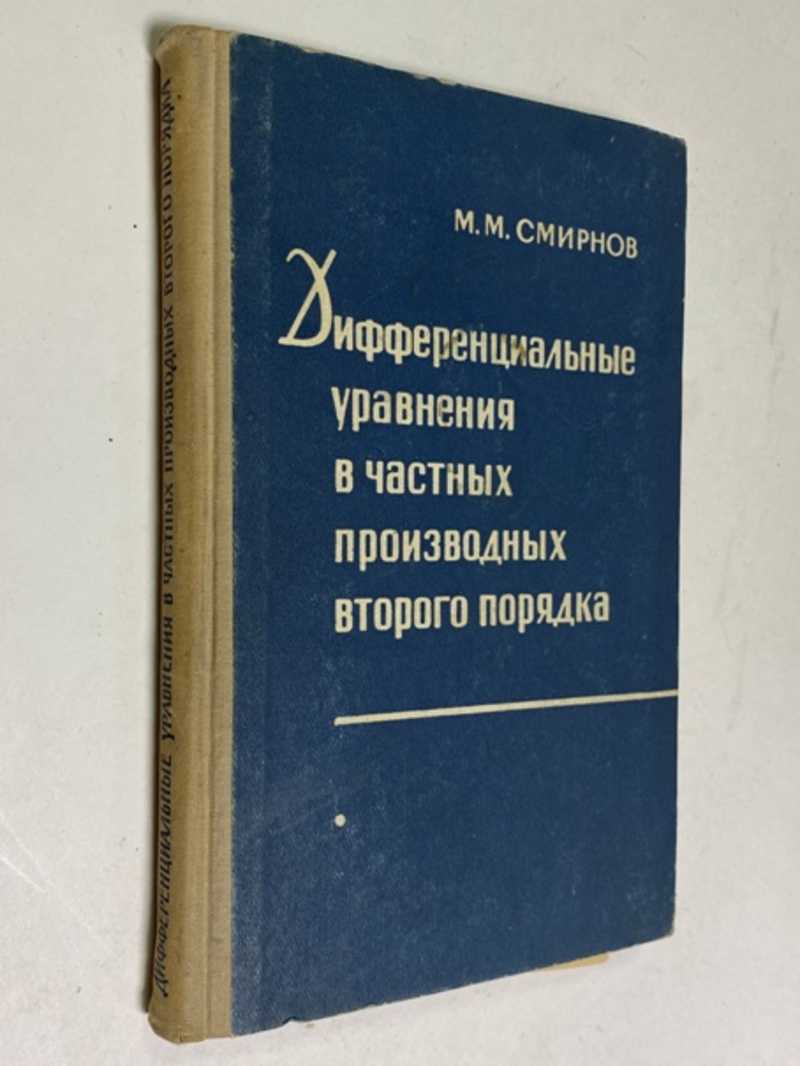 М. М. СМИРНОВ
Дифференциальные
уравнения
в частных
производных
второго порядка
ДИФФЕРЕНЦИАЛЬНЫЕ УРАВНЕНИЯ В ЧАСТНЫХ ПРОИЗВОДНЫХ ВТОРОГО ПОРЯДКА